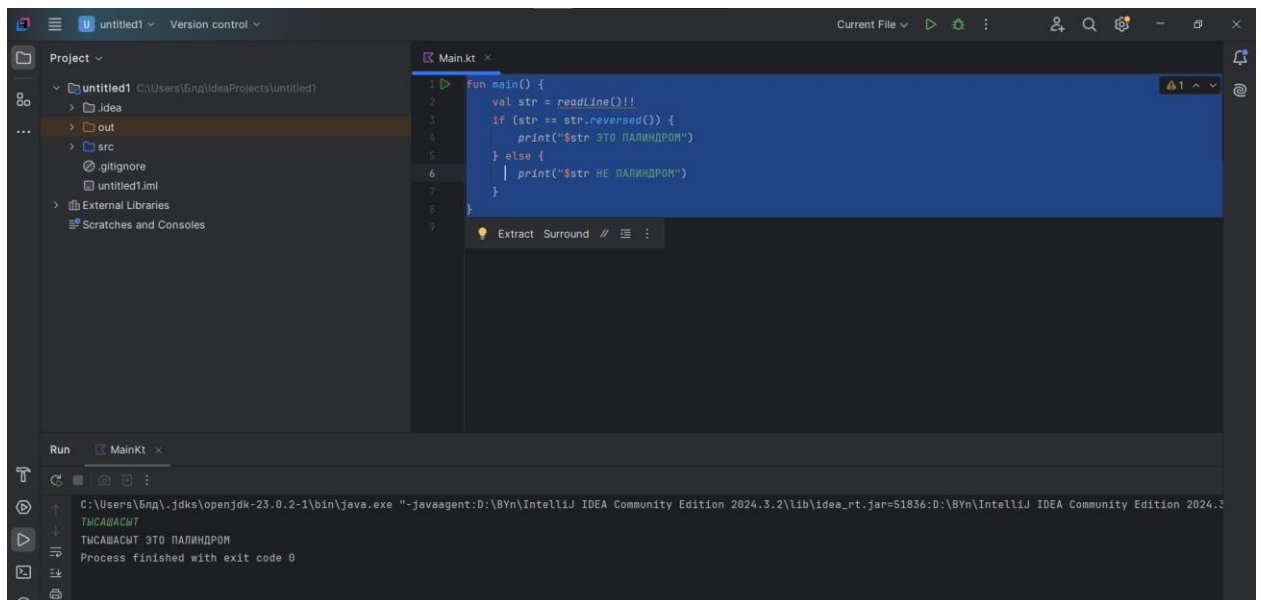 U untitled1 Version control Current File
Project
Main.kt
untitled1 C:\Users\Блд\IdeaProjects\untitled1
.idea
out
src
.gitignore
untitled1.iml
External Libraries
Scratches and Consoles
1 fun main() {
2 val str = readLine()!!
3 if (str == str.reversed()) {
4 print("$str ЭТО ПАЛИНДРОМ")
5 } else {
6 print("$str НЕ ПАЛИНДРОМ")
7 }
8 }
9
1
Extract Surround //
Run MainKt
C:\Users\Блд\.jdks\openjdk-23.0.2-1\bin\java.exe "-javaagent:D:\BYn\IntelliJ IDEA Community Edition 2024.3.2\lib\idea_rt.jar=51836:D:\BYn\IntelliJ IDEA Community Edition 2024.3
ТЫСАШАСЫТ
ТЫСАШАСЫТ ЭТО ПАЛИНДРОМ
Process finished with exit code 0